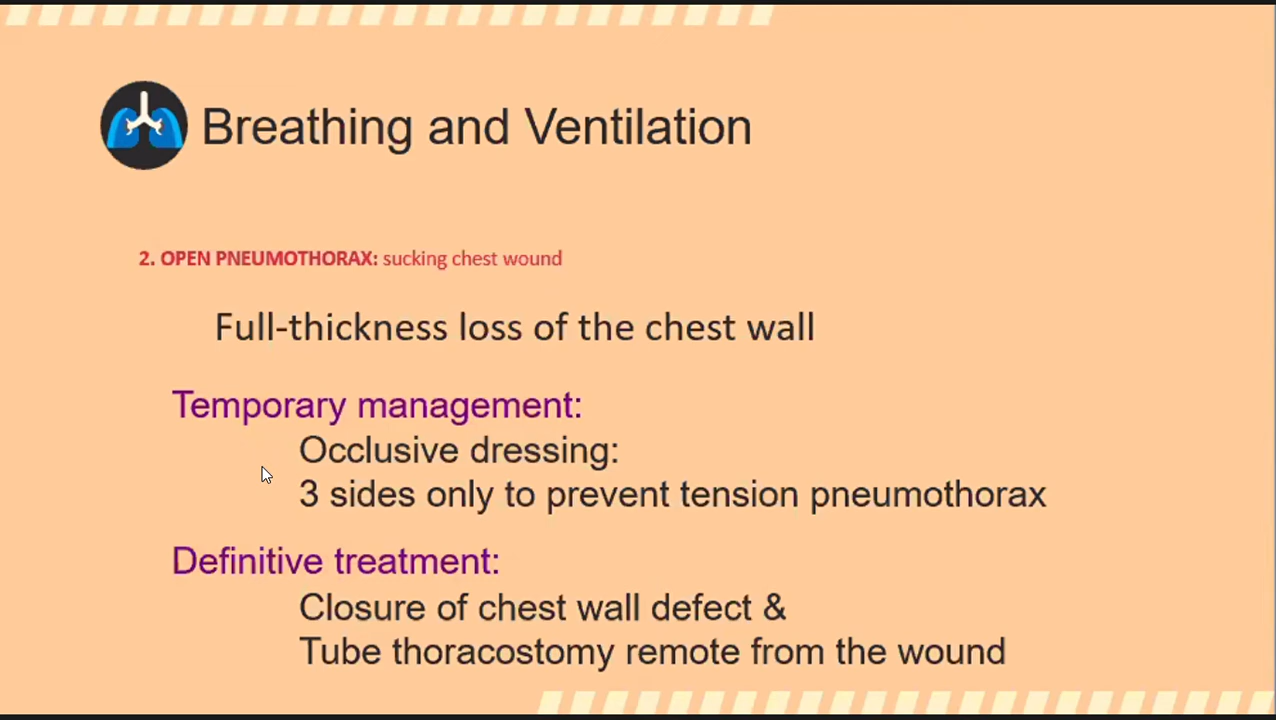 Breathing and Ventilation
2. OPEN PNEUMOTHORAX: sucking chest wound
Full-thickness loss of the chest wall
Temporary management:
Occlusive dressing:
3 sides only to prevent tension pneumothorax
Definitive treatment:
Closure of chest wall defect &
Tube thoracostomy remote from the wound